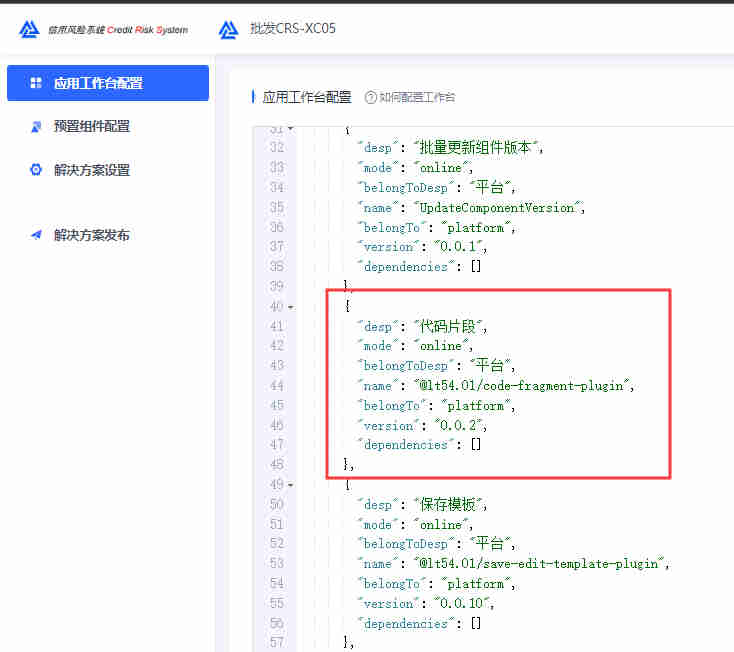 信用风险系统 Credit Risk System
批发CRS-XC05
应用工作台配置
预置组件配置
解决方案设置
解决方案发布
应用工作台配置 ?如何配置工作台
31 {
32 "desp": "批量更新组件版本",
33 "mode": "online",
34 "belongToDesp": "平台",
35 "name": "UpdateComponentVersion",
36 "belongTo": "platform",
37 "version": "0.0.1",
38 "dependencies": []
39 },
40 {
41 "desp": "代码片段",
42 "mode": "online",
43 "belongToDesp": "平台",
44 "name": "@lt54.01/code-fragment-plugin",
45 "belongTo": "platform",
46 "version": "0.0.2",
47 "dependencies": []
48 },
49 {
50 "desp": "保存模板",
51 "mode": "online",
52 "belongToDesp": "平台",
53 "name": "@lt54.01/save-edit-template-plugin",
54 "belongTo": "platform",
55 "version": "0.0.10",
56 "dependencies": []
57 },